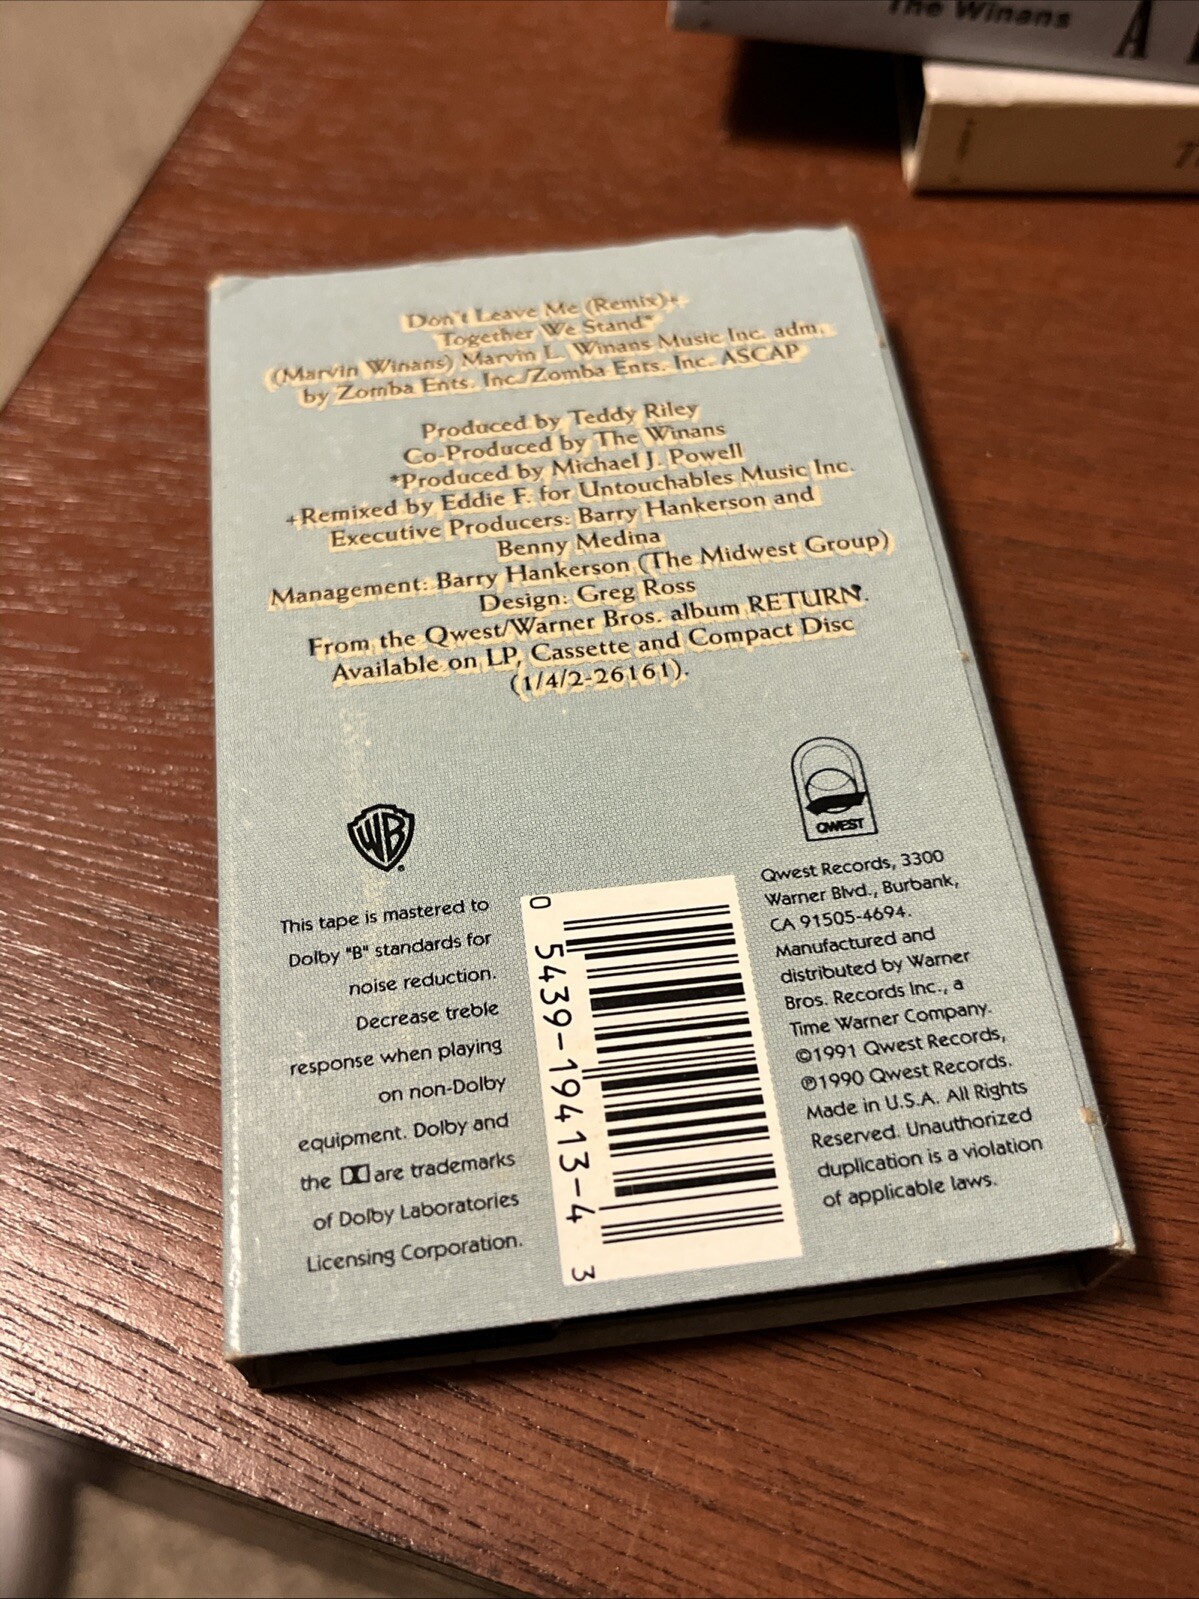 The Winans
A
Don't Leave Me (Remix)+
Together We Stand*
(Marvin Winans) Marvin L. Winans Music Inc. adm.
by Zomba Ents. Inc./Zomba Ents. Inc. ASCAP
Produced by Teddy Riley
Co-Produced by The Winans
*Produced by Michael J. Powell
+Remixed by Eddie F. for Untouchables Music Inc.
Executive Producers: Barry Hankerson and
Benny Medina
Management: Barry Hankerson (The Midwest Group)
Design: Greg Ross
From the Qwest/Warner Bros. album RETURN.
Available on LP, Cassette and Compact Disc
(1/4/2-26161).
WB
®
This tape is mastered to
Dolby "B" standards for
noise reduction.
Decrease treble
response when playing
on non-Dolby
equipment. Dolby and
the are trademarks
of Dolby Laboratories
Licensing Corporation.
0 5439-19413-4 3
QWEST
Qwest Records, 3300
Warner Blvd., Burbank,
CA 91505-4694.
Manufactured and
distributed by Warner
Bros. Records Inc., a
Time Warner Company.
©1991 Qwest Records,
℗1990 Qwest Records.
Made in U.S.A. All Rights
Reserved. Unauthorized
duplication is a violation
of applicable laws.